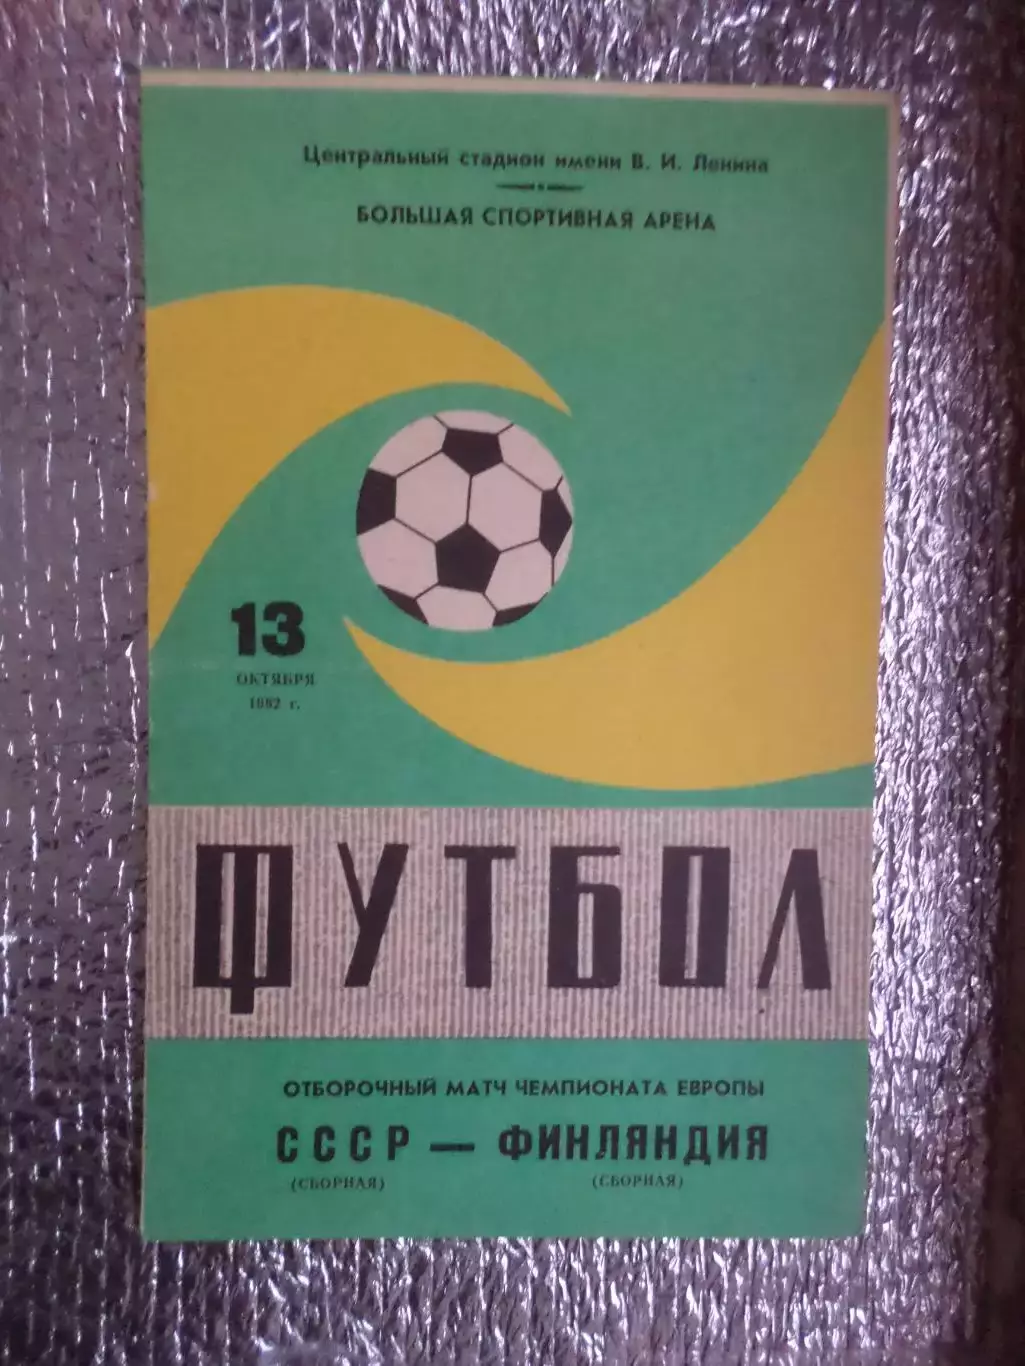 Центральный стадион имени В. И. Ленина
БОЛЬШАЯ СПОРТИВНАЯ АРЕНА
13
ОКТЯБРЯ
1982 г.
ФУТБОЛ
ОТБОРОЧНЫЙ МАТЧ ЧЕМПИОНАТА ЕВРОПЫ
СССР — ФИНЛЯНДИЯ
(СБОРНАЯ) (СБОРНАЯ)